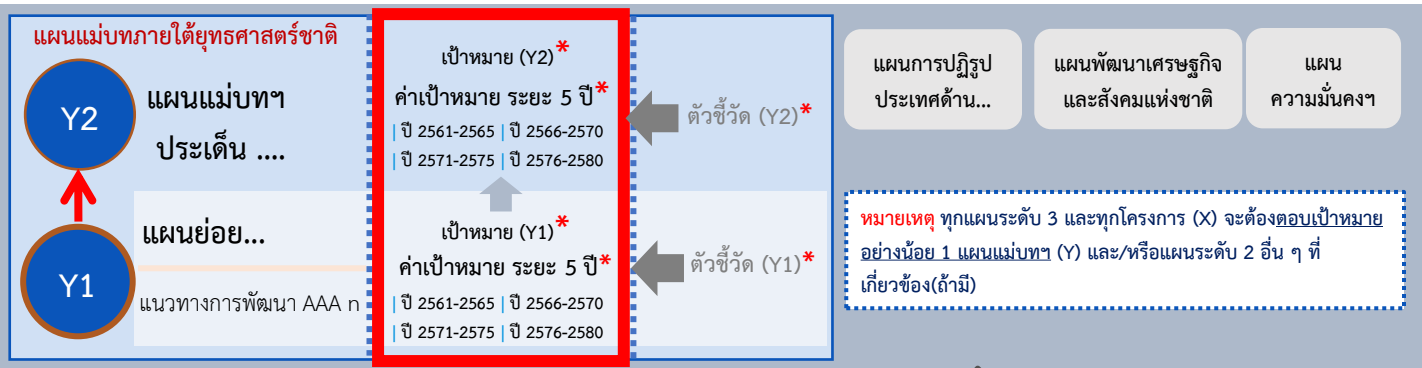 แผนแม่บทภายใต้ยุทธศาสตร์ชาติ
Y2
แผนแม่บทฯ
ประเด็น ....
Y1
แผนย่อย...
แนวทางการพัฒนา AAA n
เป้าหมาย (Y2)*
ค่าเป้าหมาย ระยะ 5 ปี*
|ปี 2561-2565 |ปี 2566-2570
|ปี 2571-2575 |ปี 2576-2580
เป้าหมาย (Y1)*
ค่าเป้าหมาย ระยะ 5 ปี*
|ปี 2561-2565 |ปี 2566-2570
|ปี 2571-2575 |ปี 2576-2580
ตัวชี้วัด (Y2)*
ตัวชี้วัด (Y1)*
แผนการปฏิรูป
ประเทศด้าน...
แผนพัฒนาเศรษฐกิจ
และสังคมแห่งชาติ
แผน
ความมั่นคงฯ
หมายเหตุ ทุกแผนระดับ 3 และทุกโครงการ (X) จะต้องตอบเป้าหมาย
อย่างน้อย 1 แผนแม่บทฯ (Y) และ/หรือแผนระดับ 2 อื่น ๆ ที่
เกี่ยวข้อง(ถ้ามี)